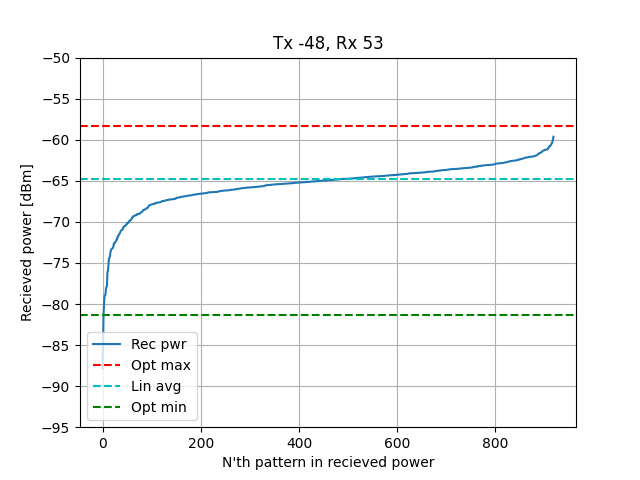 Tx -48, Rx 53
−50
−55
−60
−65
−70
−75
−80
−85
−90
−95
Recieved power [dBm]
Rec pwr
Opt max
Lin avg
Opt min
0 200 400 600 800
N'th pattern in recieved power